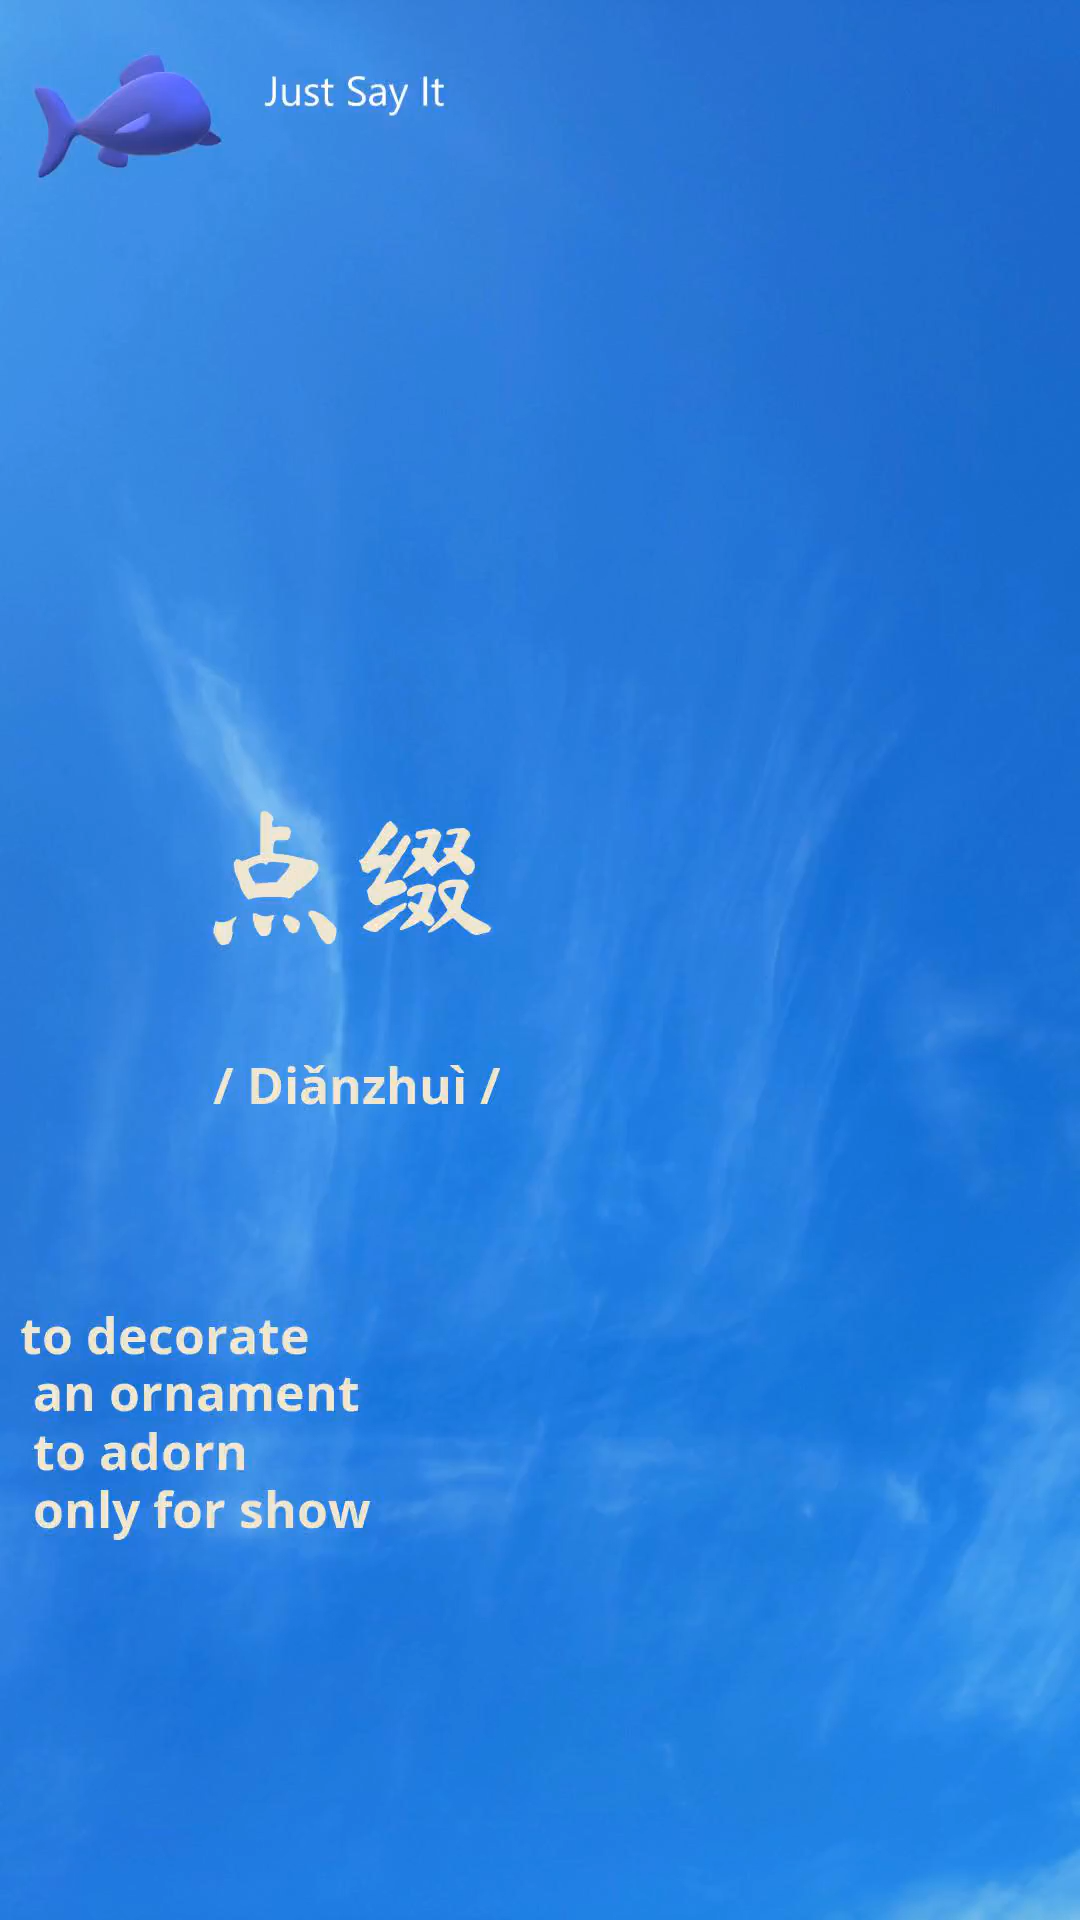 Just Say It
点缀
/ Diǎnzhuì /
to decorate
an ornament
to adorn
only for show